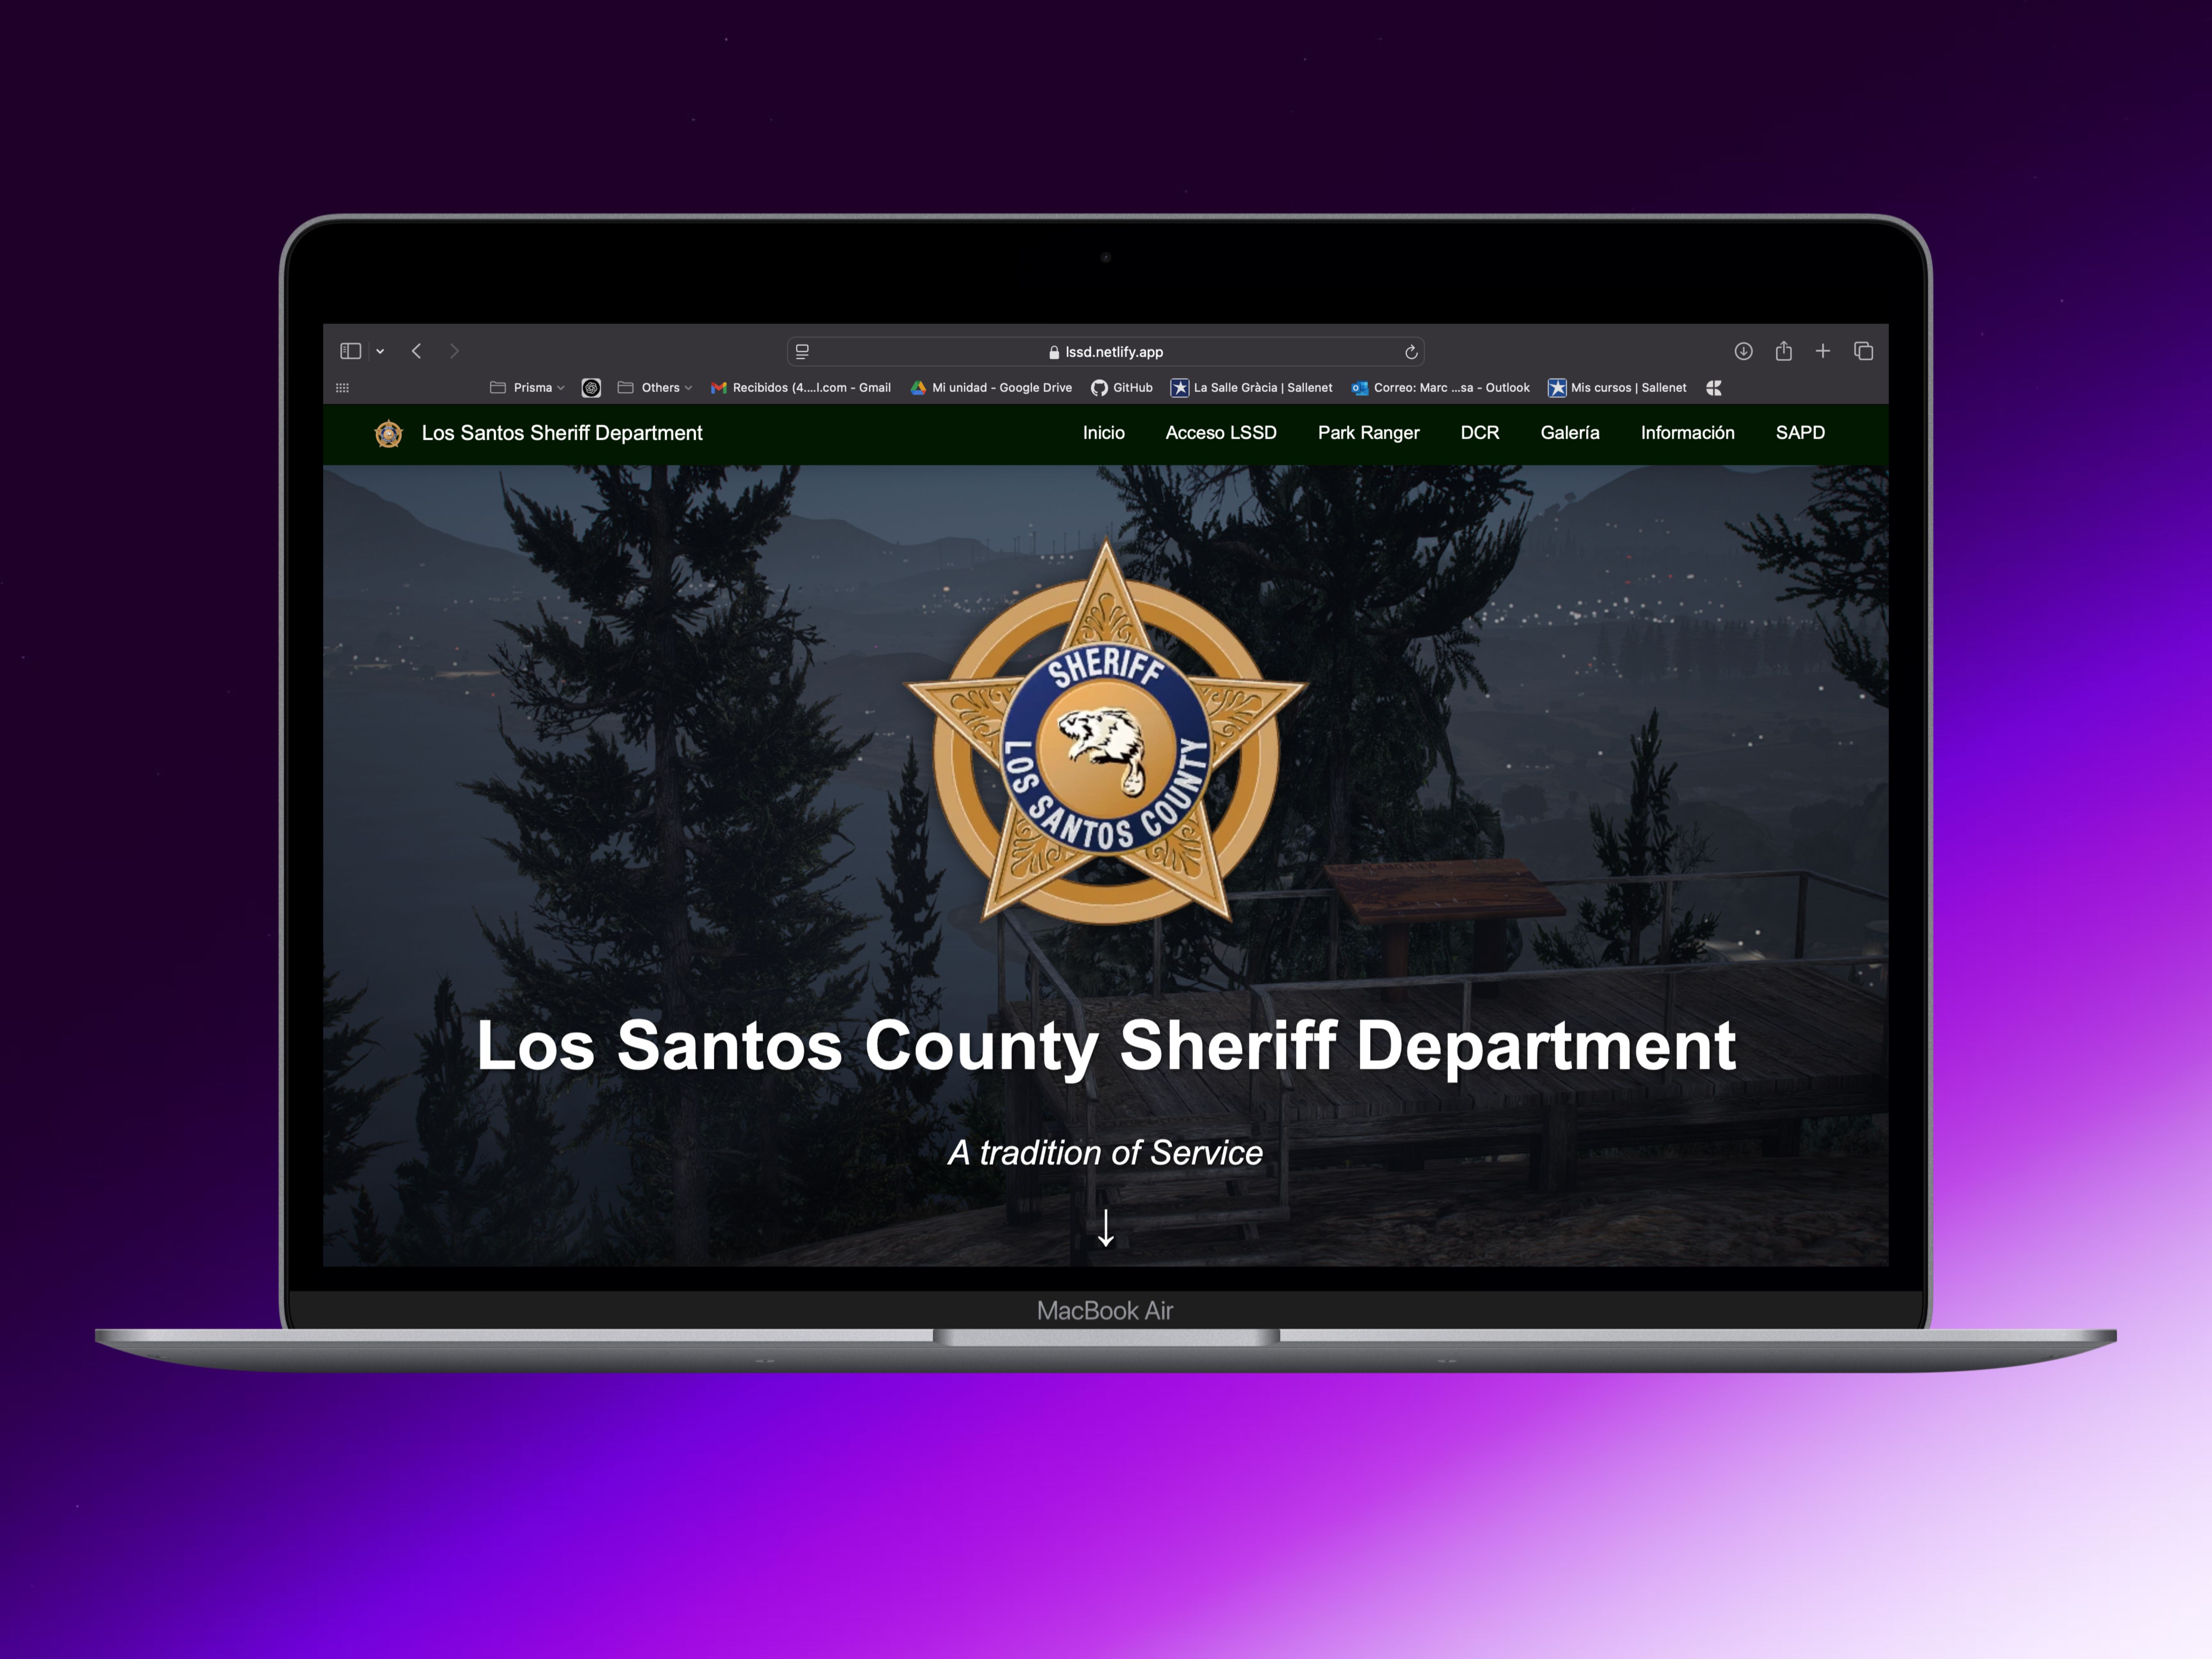 lssd.netlify.app
Prisma
Others
Recibidos (4....l.com - Gmail
Mi unidad - Google Drive
GitHub
La Salle Gràcia | Sallenet
Correo: Marc ...sa - Outlook
Mis cursos | Sallenet
Los Santos Sheriff Department
Inicio
Acceso LSSD
Park Ranger
DCR
Galería
Información
SAPD
SHERIFF
LOS SANTOS COUNTY
Los Santos County Sheriff Department
A tradition of Service
MacBook Air